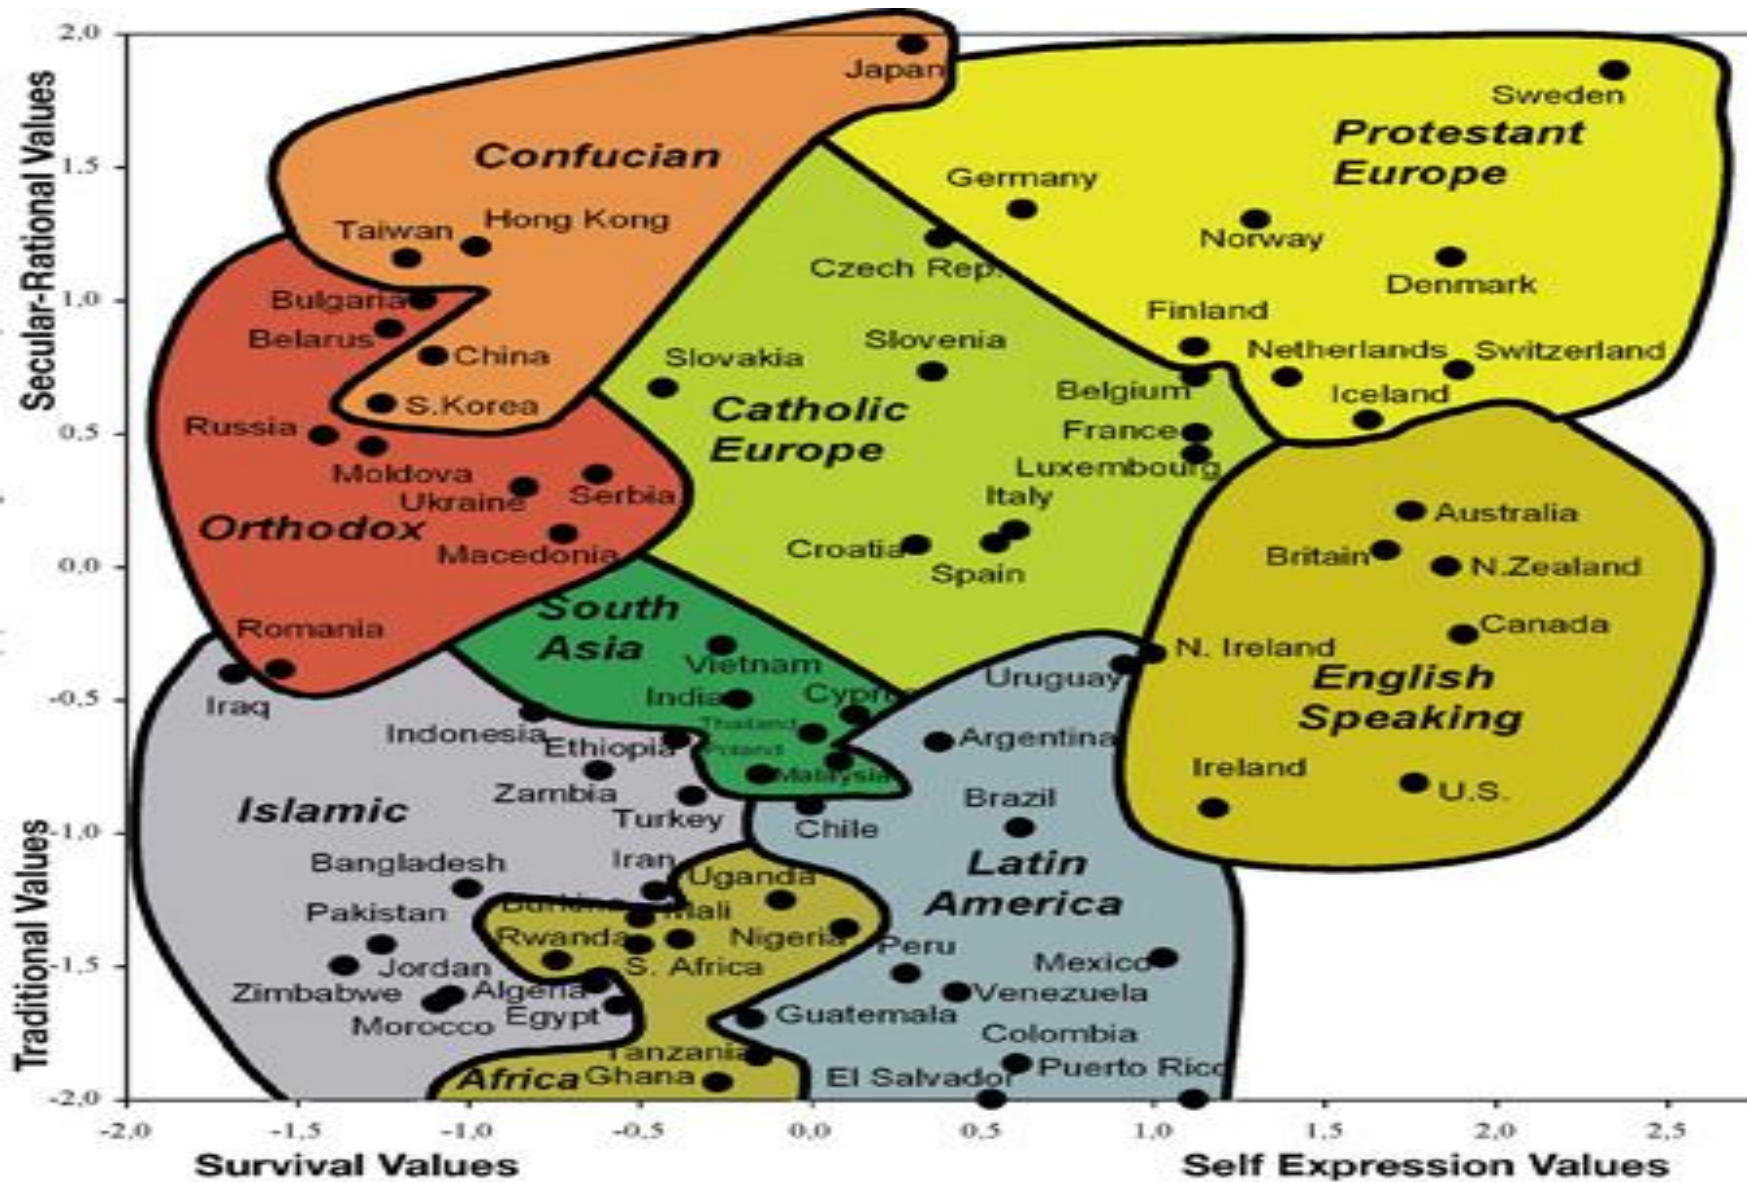 2.0
Japan
Sweden
Protestant
Europe
Confucian
1.5
Germany
Hong Kong
Taiwan
Norway
Czech Rep.
Denmark
1.0
Bulgaria
Finland
Belarus
Slovenia
China
Slovakia
Netherlands
Switzerland
Belgium
Iceland
S.Korea
Catholic
Europe
Secular-Rational Values
0.5
Russia
France
Moldova
Luxembourg
Ukraine
Serbia
Italy
Australia
Orthodox
Macedonia
Croatia
Britain
0.0
Spain
N.Zealand
South
Asia
Romania
Canada
N. Ireland
Vietnam
Uruguay
English
Speaking
India
Cypru
-0.5
Iraq
Thailand
Indonesia
Ethiopia
Poland
Argentina
Malaysia
Ireland
Zambia
U.S.
Brazil
Islamic
Turkey
Chile
-1.0
Bangladesh
Iran
Latin
America
Uganda
Burkina
Mali
Pakistan
Rwanda
Nigeria
Peru
-1.5
Jordan
S. Africa
Mexico
Zimbabwe
Algeria
Venezuela
Morocco
Egypt
Guatemala
Colombia
Tanzania
Puerto Rico
Africa
Ghana
El Salvador
Traditional Values
-2.0
-2,0
-1,5
-1,0
-0,5
0,0
0,5
1,0
1,5
2,0
2,5
Survival Values
Self Expression Values